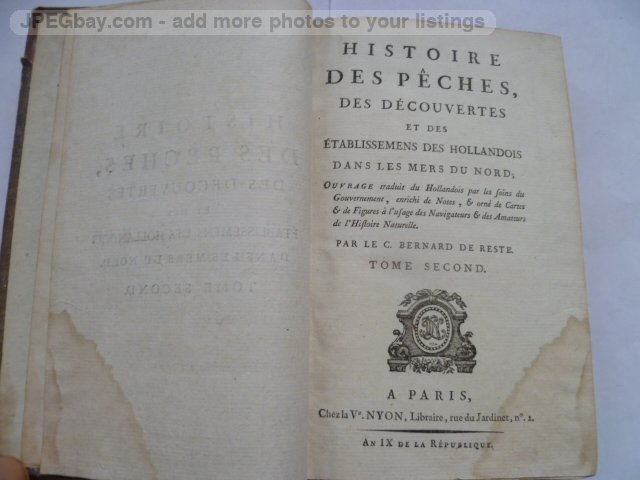 JPEGbay.com - add more photos to your listings
HISTOIRE
DES PÊCHES,
DES DÉCOUVERTES
ET DES
ÉTABLISSEMENS DES HOLLANDOIS
DANS LES MERS DU NORD;
OUVRAGE traduit du Hollandois par les soins du
Gouvernement, enrichi de Notes, & orné de Cartes
& de Figures à l'usage des Navigateurs & des Amateurs
de l'Histoire Naturelle.
PAR LE C. BERNARD DE RESTE.
TOME SECOND.
A PARIS,
Chez la Ve. NYON, Libraire, rue du Jardinet, n°. 2.
AN IX DE LA RÉPUBLIQUE.